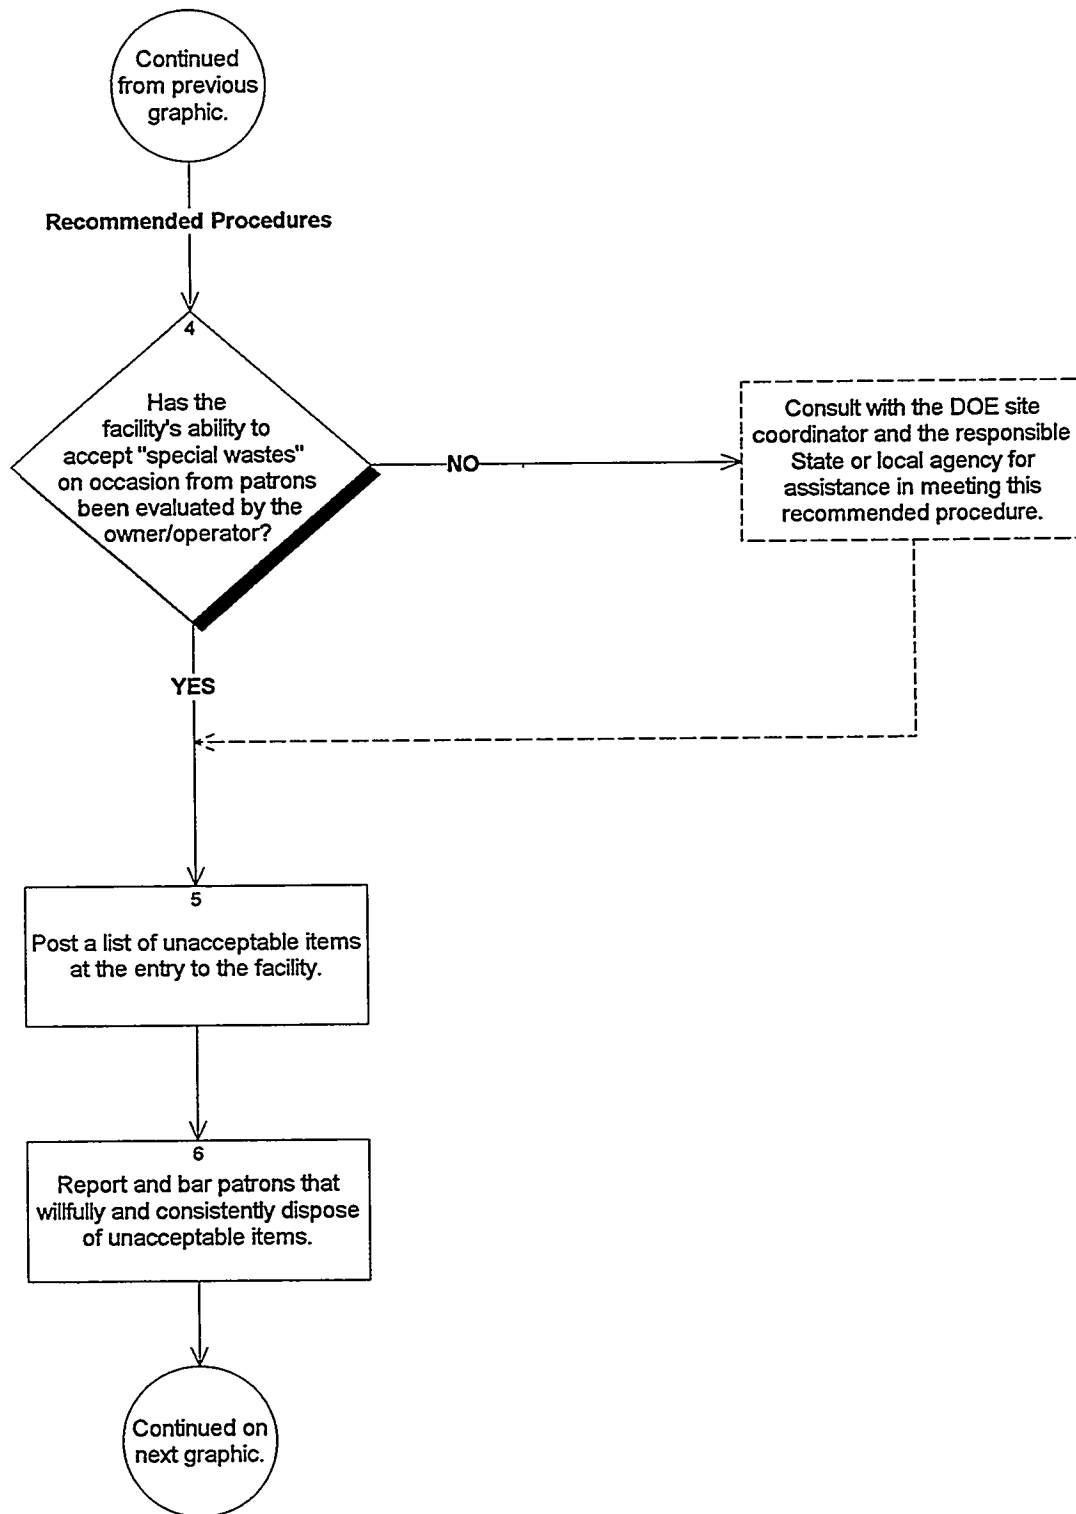 Continued
from previous
graphic.
Recommended Procedures
4
Has the
facility's ability to
accept "special wastes"
on occasion from patrons
been evaluated by the
owner/operator?
NO
Consult with the DOE site
coordinator and the responsible
State or local agency for
assistance in meeting this
recommended procedure.
YES
5
Post a list of unacceptable items
at the entry to the facility.
6
Report and bar patrons that
willfully and consistently dispose
of unacceptable items.
Continued on
next graphic.